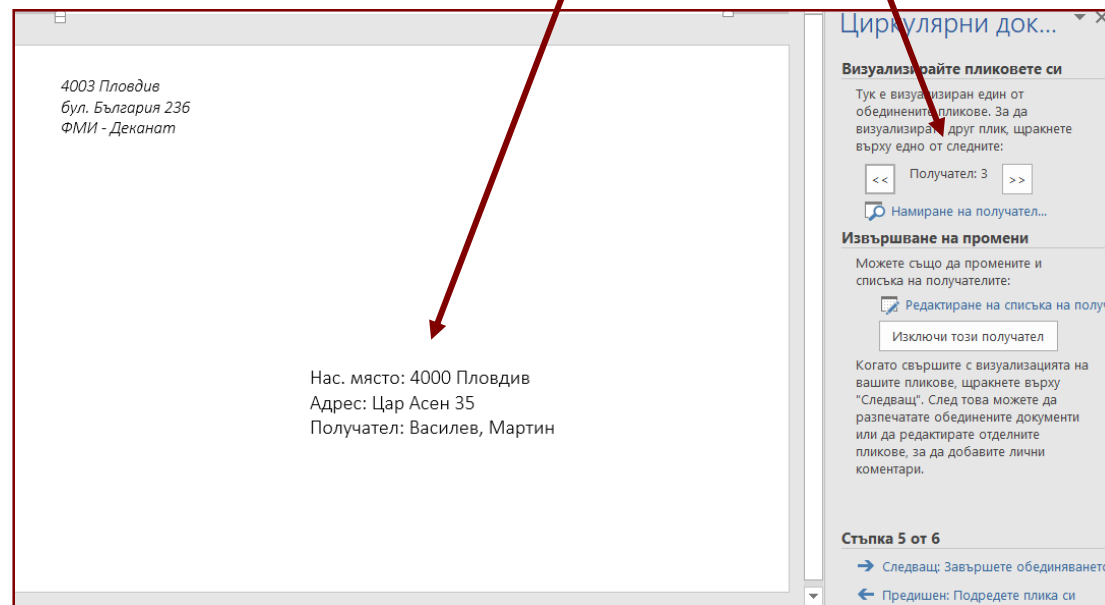 4003 Пловдив
бул. България 236
ФМИ - Деканат
Нас. място: 4000 Пловдив
Адрес: Цар Асен 35
Получател: Василев, Мартин
Циркулярни док...
Визуализирайте пликовете си
Тук е визуализиран един от
обединените пликове. За да
визуализирате друг плик, щракнете
върху едно от следните:
<< Получател: 3 >>
Намиране на получател...
Извършване на промени
Можете също да промените и
списъка на получателите:
Редактиране на списъка на полу
Изключи този получател
Когато свършите с визуализацията на
вашите пликове, щракнете върху
"Следващ". След това можете да
разпечатате обединените документи
или да редактирате отделните
пликове, за да добавите лични
коментари.
Стъпка 5 от 6
Следващ: Завършете обединяването
Предишен: Подредете плика си